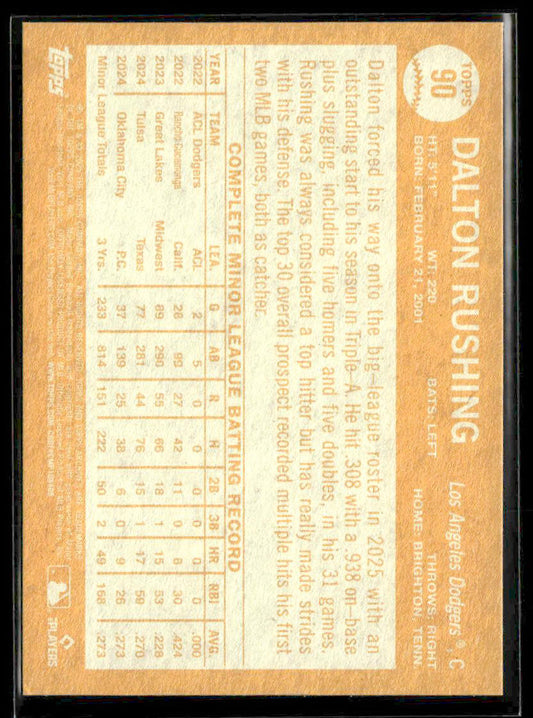 TOPPS
90
DALTON RUSHING
Los Angeles Dodgers®, C
HT: 5'11" WT: 220 BATS: LEFT THROWS: RIGHT
BORN: FEBRUARY 21, 2001 HOME: BRIGHTON, TENN.
Dalton forced his way onto the big-league roster in 2025 with an
outstanding start to his season in Triple-A. He hit .308 with a .938 on-base
plus slugging, including five homers and five doubles, in his 31 games.
Rushing was always considered a top hitter but has really made strides
with his defense. The top 30 overall prospect recorded multiple hits his first
two MLB games, both as catcher.
COMPLETE MINOR LEAGUE BATTING RECORD
YEAR TEAM LEA. G AB R H 2B 3B HR RBI AVG.
2022 ACL Dodgers ACL 2 5 0 0 0 0 0 0 .000
2022 Rancho Cucamonga Calif. 28 99 27 42 11 0 8 30 .424
2023 Great Lakes Midwest 89 290 55 66 18 1 15 53 .228
2024 Tulsa Texas 77 281 44 76 15 1 17 59 .270
2024 Oklahoma City P.C. 37 139 25 38 6 0 9 26 .273
Minor League Totals 3 Yrs. 233 814 151 222 50 2 49 168 .273
Topps
WWW.TOPPS.COM
PLAYERS